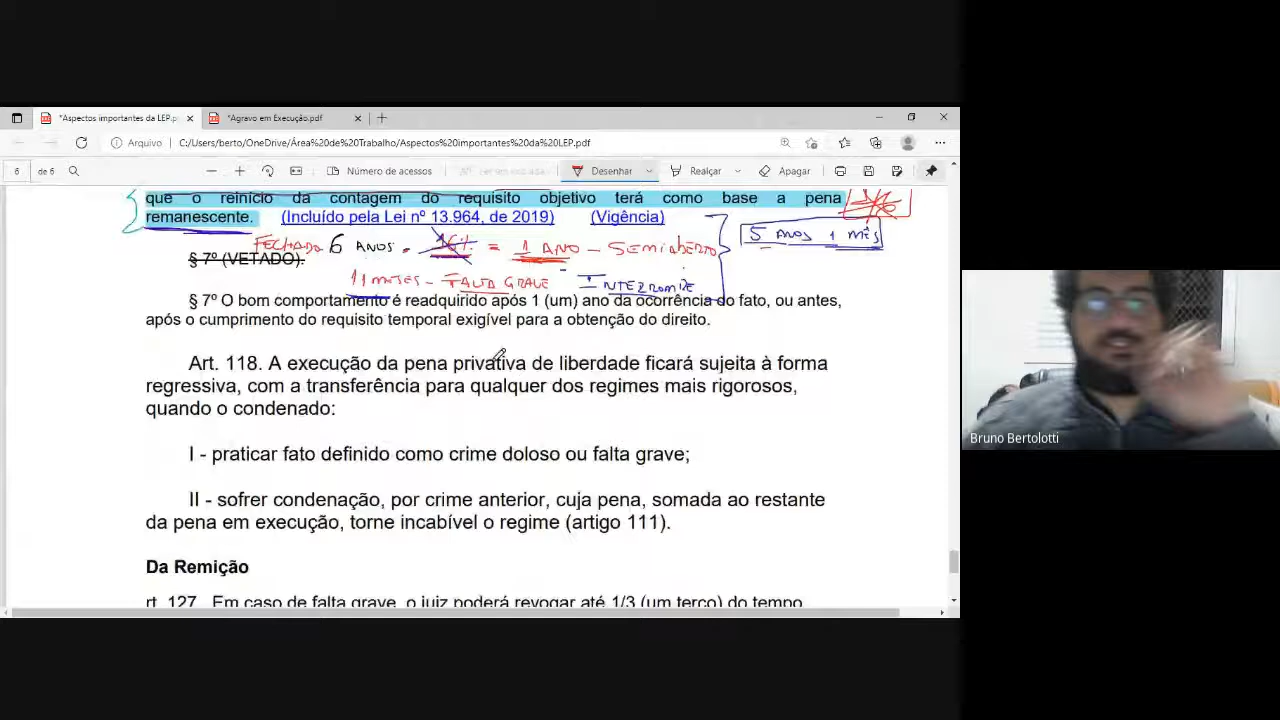 *Aspectos importantes da LEP.p
*Agravo em Execução.pdf
Arquivo C:/Users/berto/OneDrive/Área%20de%20Trabalho/Aspectos%20importantes%20da%20LEP.pdf
6 de 6 Número de acessos Desenhar Realçar Apagar
que o reinício da contagem do requisito objetivo terá como base a pena
remanescente. (Incluído pela Lei nº 13.964, de 2019) (Vigência)
5 ANOS 1 MÊS
FECHADO 6 ANOS = 16% = 1 ANO - SEMIABERTO
§ 7º (VETADO).
11 MESES - FALTA GRAVE - INTERROMPE
§ 7º O bom comportamento é readquirido após 1 (um) ano da ocorrência do fato, ou antes,
após o cumprimento do requisito temporal exigível para a obtenção do direito.
Art. 118. A execução da pena privativa de liberdade ficará sujeita à forma
regressiva, com a transferência para qualquer dos regimes mais rigorosos,
quando o condenado:
I - praticar fato definido como crime doloso ou falta grave;
II - sofrer condenação, por crime anterior, cuja pena, somada ao restante
da pena em execução, torne incabível o regime (artigo 111).
Da Remição
rt. 127. Em caso de falta grave, o juiz poderá revogar até 1/3 (um terço) do tempo
Bruno Bertolotti